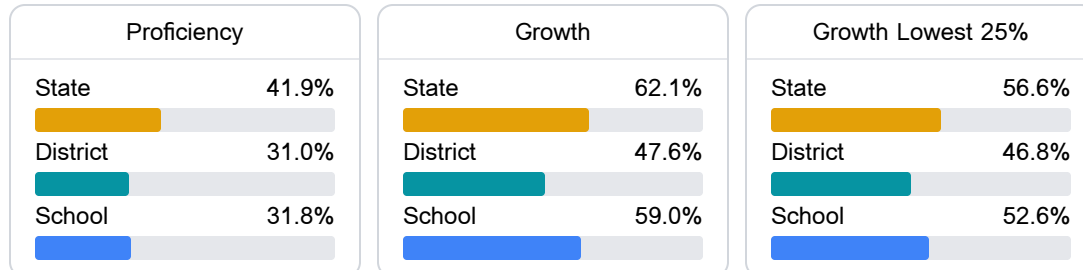 Proficiency
State 41.9%
District 31.0%
School 31.8%
Growth
State 62.1%
District 47.6%
School 59.0%
Growth Lowest 25%
State 56.6%
District 46.8%
School 52.6%